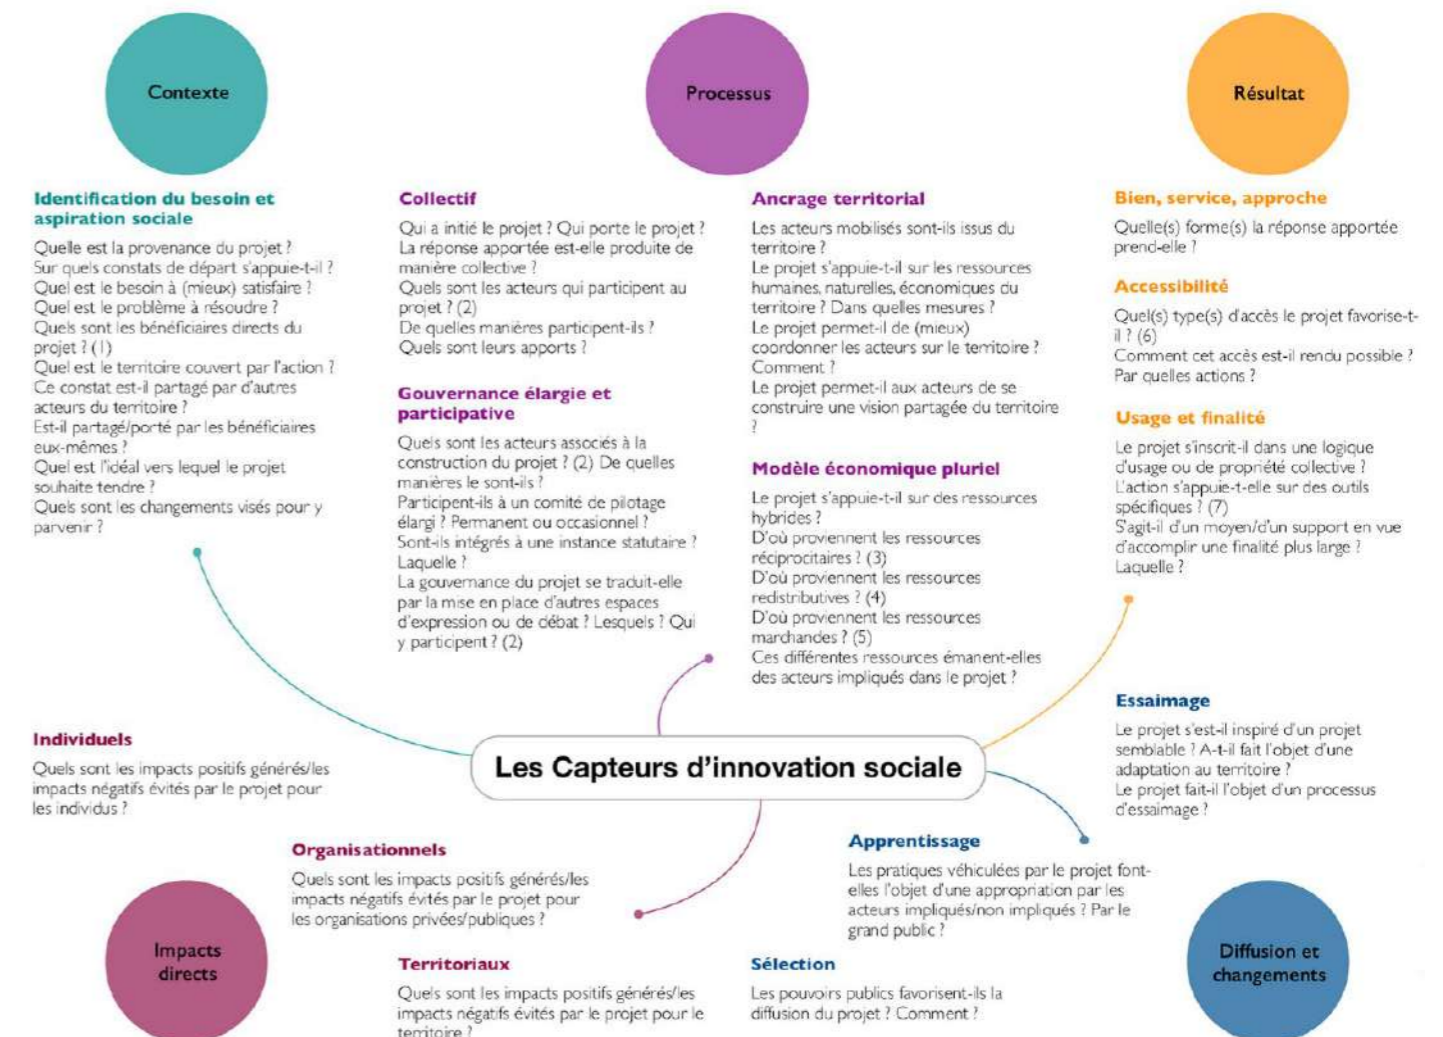 Contexte
Processus
Résultat
Identification du besoin et
aspiration sociale
Quelle est la provenance du projet ?
Sur quels constats de départ s'appuie-t-il ?
Quel est le besoin à (mieux) satisfaire ?
Quel est le problème à résoudre ?
Quels sont les bénéficiaires directs du
projet ? (1)
Quel est le territoire couvert par l'action ?
Ce constat est-il partagé par d'autres
acteurs du territoire ?
Est-il partagé/porté par les bénéficiaires
eux-mêmes ?
Quel est l'idéal vers lequel le projet
souhaite tendre ?
Quels sont les changements visés pour y
parvenir ?
Collectif
Qui a initié le projet ? Qui porte le projet ?
La réponse apportée est-elle produite de
manière collective ?
Quels sont les acteurs qui participent au
projet ? (2)
De quelles manières participent-ils ?
Quels sont leurs apports ?
Gouvernance élargie et
participative
Quels sont les acteurs associés à la
construction du projet ? (2) De quelles
manières le sont-ils ?
Participent-ils à un comité de pilotage
élargi ? Permanent ou occasionnel ?
Sont-ils intégrés à une instance statutaire ?
Laquelle ?
La gouvernance du projet se traduit-elle
par la mise en place d'autres espaces
d'expression ou de débat ? Lesquels ? Qui
y participent ? (2)
Ancrage territorial
Les acteurs mobilisés sont-ils issus du
territoire ?
Le projet s'appuie-t-il sur les ressources
humaines, naturelles, économiques du
territoire ? Dans quelles mesures ?
Le projet permet-il de (mieux)
coordonner les acteurs sur le territoire ?
Comment ?
Le projet permet-il aux acteurs de se
construire une vision partagée du territoire
?
Modèle économique pluriel
Le projet s'appuie-t-il sur des ressources
hybrides ?
D'où proviennent les ressources
réciprocitaires ? (3)
D'où proviennent les ressources
redistributives ? (4)
D'où proviennent les ressources
marchandes ? (5)
Ces différentes ressources émanent-elles
des acteurs impliqués dans le projet ?
Bien, service, approche
Quelle(s) forme(s) la réponse apportée
prend-elle ?
Accessibilité
Quel(s) type(s) d'accès le projet favorise-t-
il ? (6)
Comment cet accès est-il rendu possible ?
Par quelles actions ?
Usage et finalité
Le projet s'inscrit-il dans une logique
d'usage ou de propriété collective ?
L'action s'appuie-t-elle sur des outils
spécifiques ? (7)
S'agit-il d'un moyen/d'un support en vue
d'accomplir une finalité plus large ?
Laquelle ?
Les Capteurs d'innovation sociale
Individuels
Quels sont les impacts positifs générés/les
impacts négatifs évités par le projet pour
les individus ?
Organisationnels
Quels sont les impacts positifs générés/les
impacts négatifs évités par le projet pour
les organisations privées/publiques ?
Territoriaux
Quels sont les impacts positifs générés/les
impacts négatifs évités par le projet pour le
territoire ?
Impacts
directs
Essaimage
Le projet s'est-il inspiré d'un projet
semblable ? A-t-il fait l'objet d'une
adaptation au territoire ?
Le projet fait-il l'objet d'un processus
d'essaimage ?
Apprentissage
Les pratiques véhiculées par le projet font-
elles l'objet d'une appropriation par les
acteurs impliqués/non impliqués ? Par le
grand public ?
Sélection
Les pouvoirs publics favorisent-ils la
diffusion du projet ? Comment ?
Diffusion et
changements